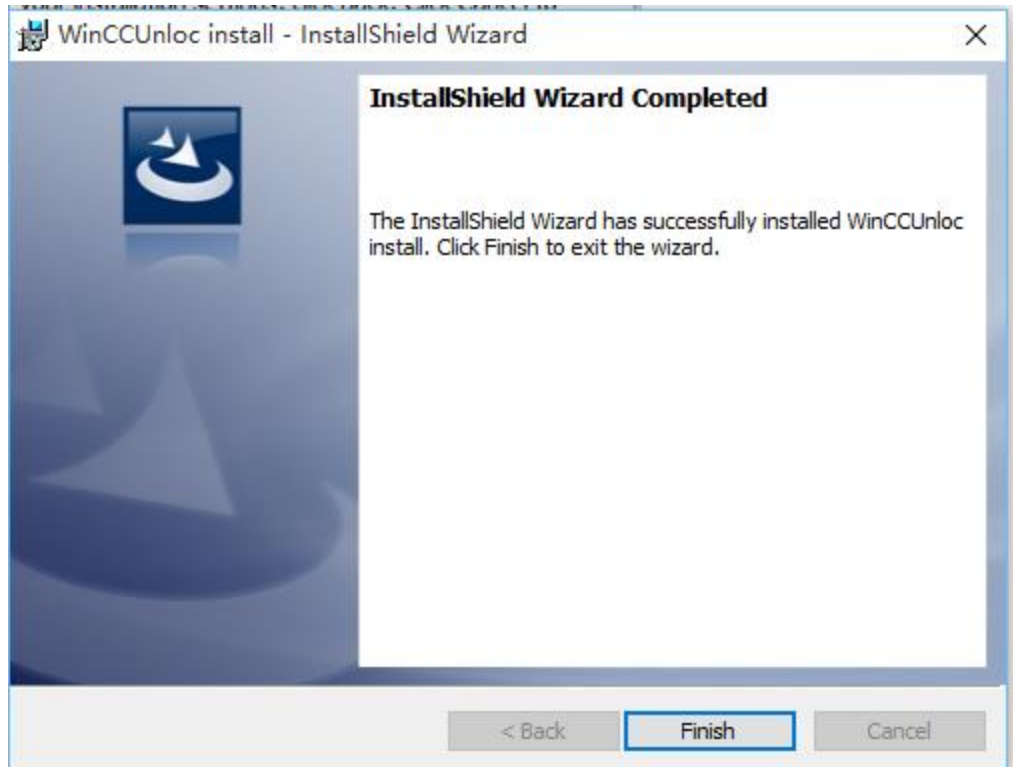 WinCCUnloc install - InstallShield Wizard
InstallShield Wizard Completed
The InstallShield Wizard has successfully installed WinCCUnloc
install. Click Finish to exit the wizard.
< Back
Finish
Cancel